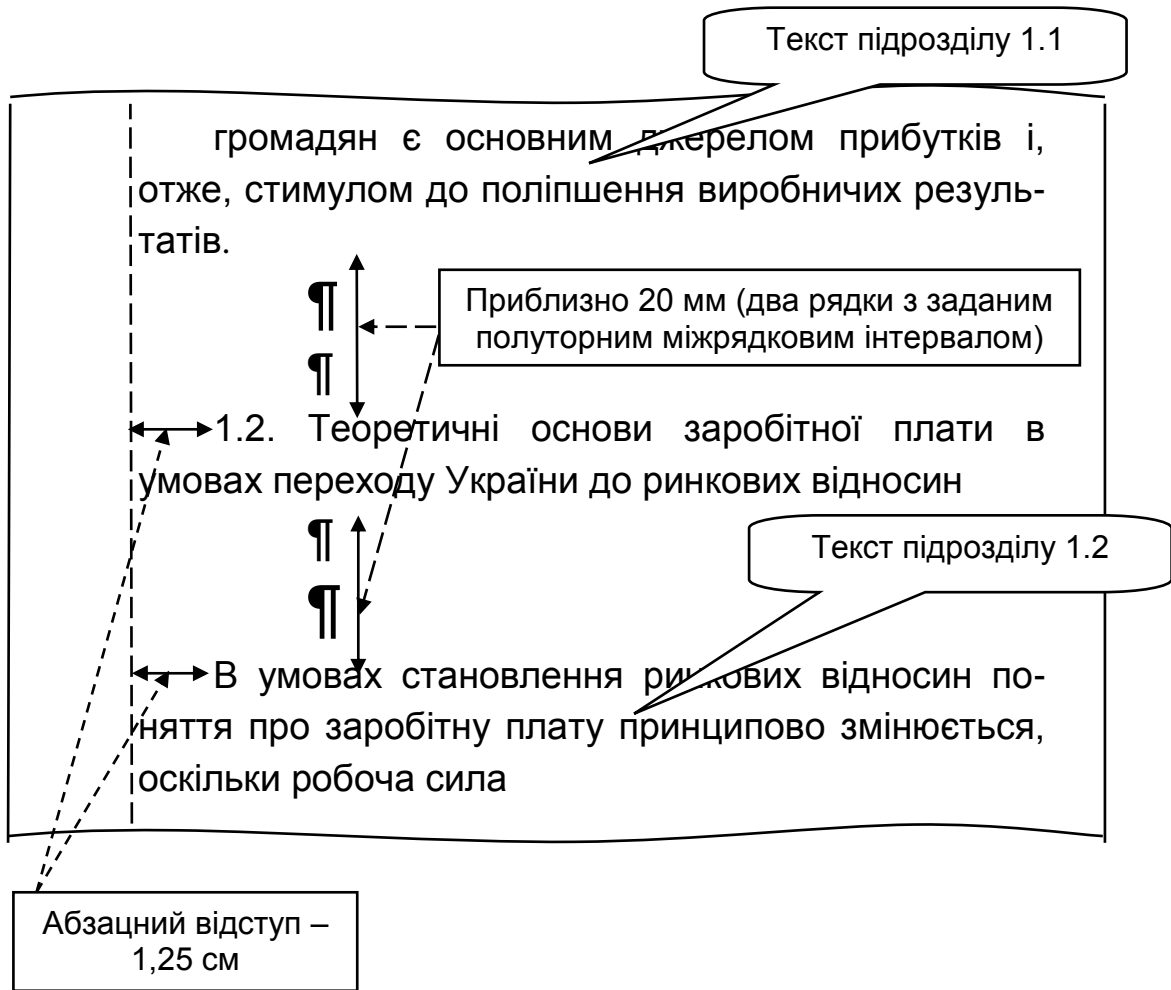 Текст підрозділу 1.1
громадян є основним джерелом прибутків і,
отже, стимулом до поліпшення виробничих резуль-
татів.
¶
Приблизно 20 мм (два рядки з заданим
полуторним міжрядковим інтервалом)
¶
1.2. Теоретичні основи заробітної плати в
умовах переходу України до ринкових відносин
¶
Текст підрозділу 1.2
¶
В умовах становлення ринкових відносин по-
няття про заробітну плату принципово змінюється,
оскільки робоча сила
Абзацний відступ –
1,25 см